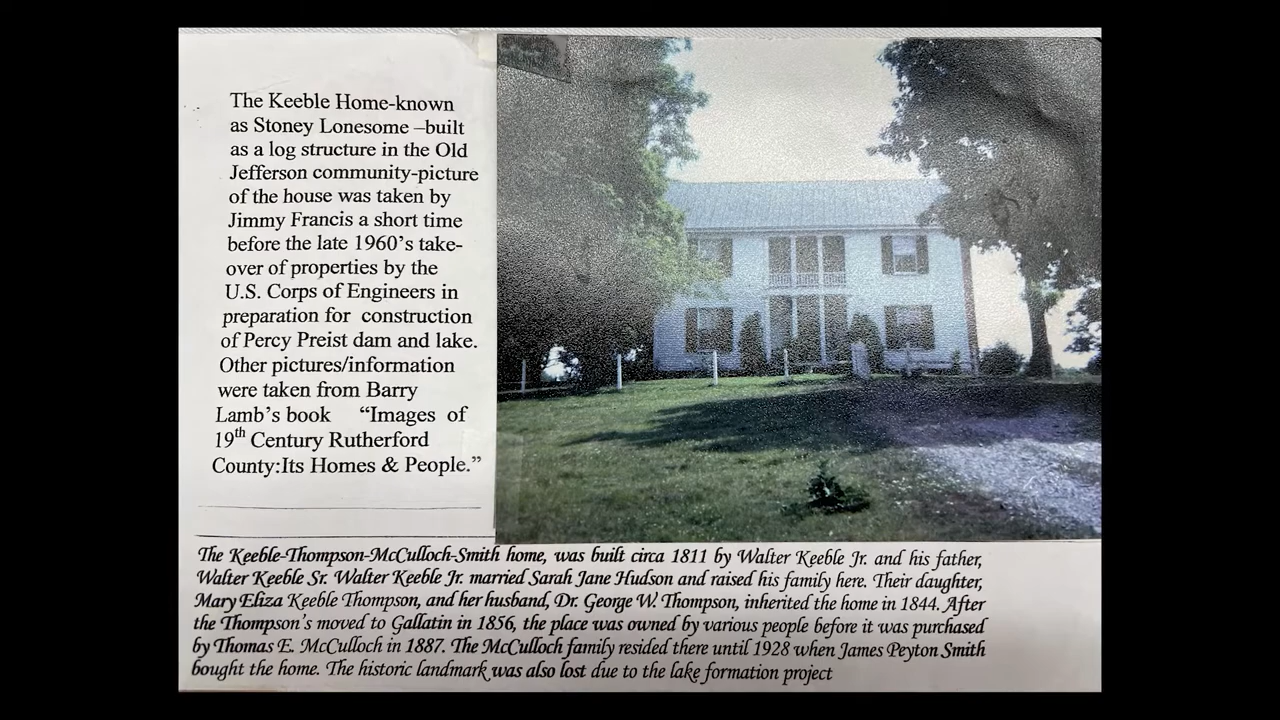 The Keeble Home-known
as Stoney Lonesome –built
as a log structure in the Old
Jefferson community-picture
of the house was taken by
Jimmy Francis a short time
before the late 1960's take-
over of properties by the
U.S. Corps of Engineers in
preparation for construction
of Percy Preist dam and lake.
Other pictures/information
were taken from Barry
Lamb's book “Images of
19th Century Rutherford
County:Its Homes & People.”
The Keeble-Thompson-McCulloch-Smith home, was built circa 1811 by Walter Keeble Jr. and his father,
Walter Keeble Sr. Walter Keeble Jr. married Sarah Jane Hudson and raised his family here. Their daughter,
Mary Eliza Keeble Thompson, and her husband, Dr. George W. Thompson, inherited the home in 1844. After
the Thompson's moved to Gallatin in 1856, the place was owned by various people before it was purchased
by Thomas E. McCulloch in 1887. The McCulloch family resided there until 1928 when James Peyton Smith
bought the home. The historic landmark was also lost due to the lake formation project